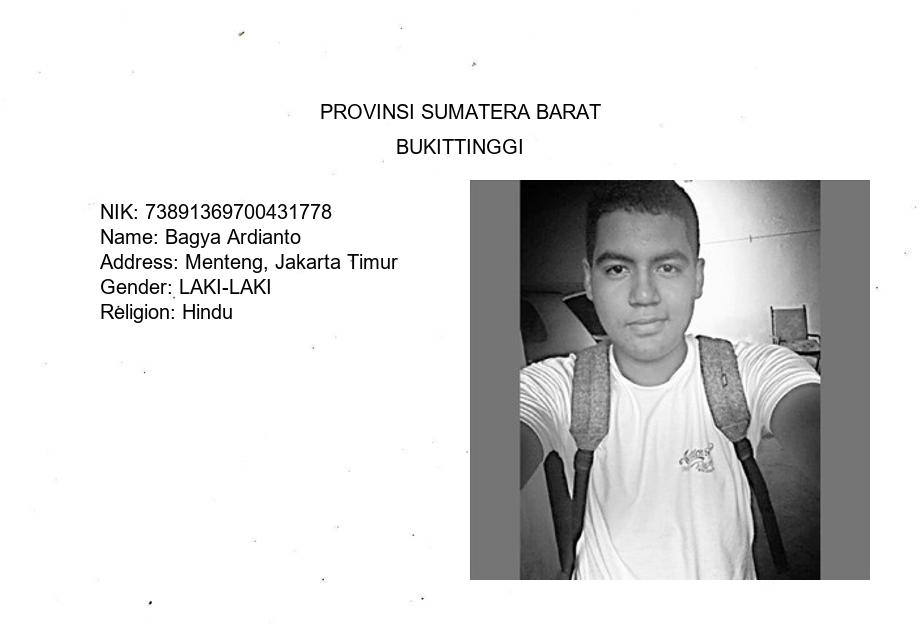 PROVINSI SUMATERA BARAT
BUKITTINGGI
NIK: 73891369700431778
Name: Bagya Ardianto
Address: Menteng, Jakarta Timur
Gender: LAKI-LAKI
Religion: Hindu